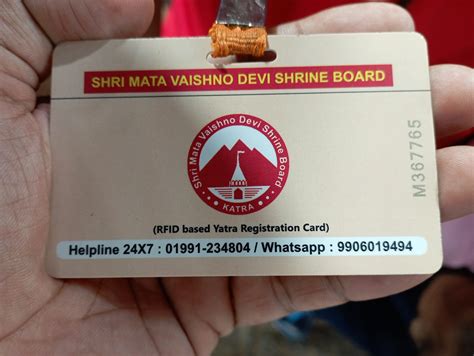 SHRI MATA VAISHNO DEVI SHRINE BOARD
M367765
Shri Mata Vaishno Devi Shrine Board
KATRA
(RFID based Yatra Registration Card)
Helpline 24X7 : 01991-234804 / Whatsapp : 9906019494